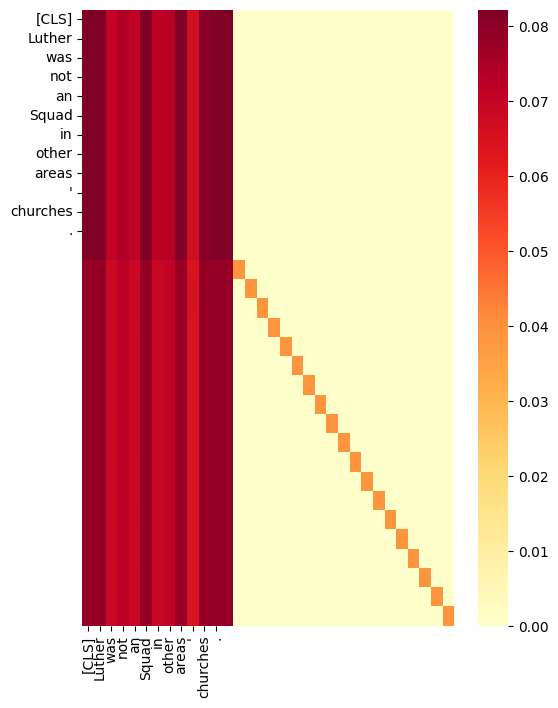 [CLS]
Luther
was
not
an
Squad
in
other
areas
'
churches
.
0.08
0.07
0.06
0.05
0.04
0.03
0.02
0.01
0.00
[CLS]
Luther
was
not
an
Squad
in
other
areas
'
churches
.